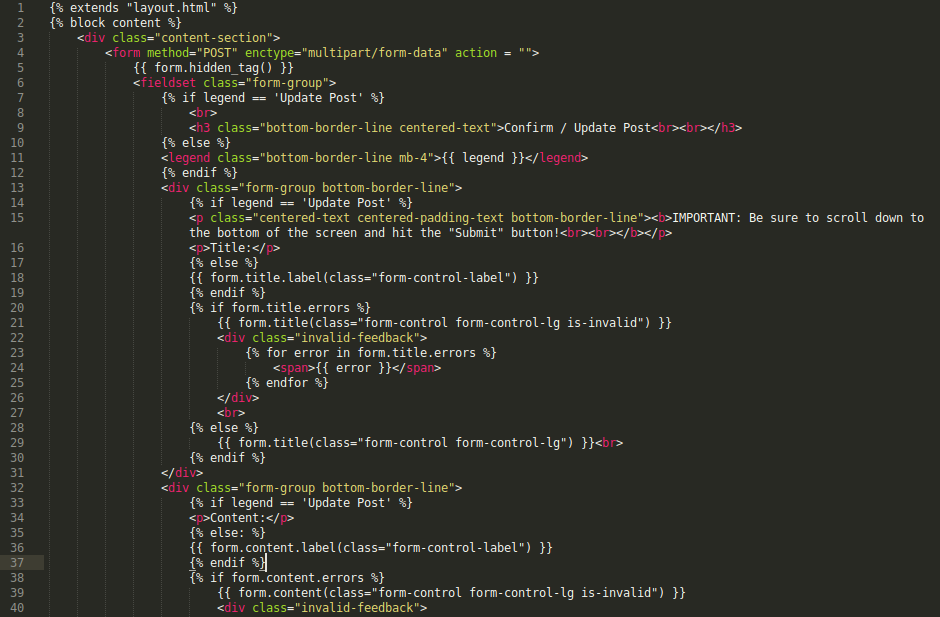 1 {% extends "layout.html" %}
2 {% block content %}
3 <div class="content-section">
4 <form method="POST" enctype="multipart/form-data" action = "">
5 {{ form.hidden_tag() }}
6 <fieldset class="form-group">
7 {% if legend == 'Update Post' %}
8 <br>
9 <h3 class="bottom-border-line centered-text">Confirm / Update Post<br><br></h3>
10 {% else %}
11 <legend class="bottom-border-line mb-4">{{ legend }}</legend>
12 {% endif %}
13 <div class="form-group bottom-border-line">
14 {% if legend == 'Update Post' %}
15 <p class="centered-text centered-padding-text bottom-border-line"><b>IMPORTANT: Be sure to scroll down to
the bottom of the screen and hit the "Submit" button!<br><br></b></p>
16 <p>Title:</p>
17 {% else %}
18 {{ form.title.label(class="form-control-label") }}
19 {% endif %}
20 {% if form.title.errors %}
21 {{ form.title(class="form-control form-control-lg is-invalid") }}
22 <div class="invalid-feedback">
23 {% for error in form.title.errors %}
24 <span>{{ error }}</span>
25 {% endfor %}
26 </div>
27 <br>
28 {% else %}
29 {{ form.title(class="form-control form-control-lg") }}<br>
30 {% endif %}
31 </div>
32 <div class="form-group bottom-border-line">
33 {% if legend == 'Update Post' %}
34 <p>Content:</p>
35 {% else: %}
36 {{ form.content.label(class="form-control-label") }}
37 {% endif %}
38 {% if form.content.errors %}
39 {{ form.content(class="form-control form-control-lg is-invalid") }}
40 <div class="invalid-feedback">